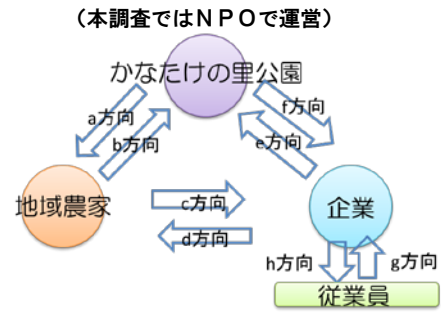 (本調査ではNPOで運営)
かなたけの里公園
a方向
f方向
b方向
e方向
地域農家
c方向
企業
d方向
h方向
g方向
従業員